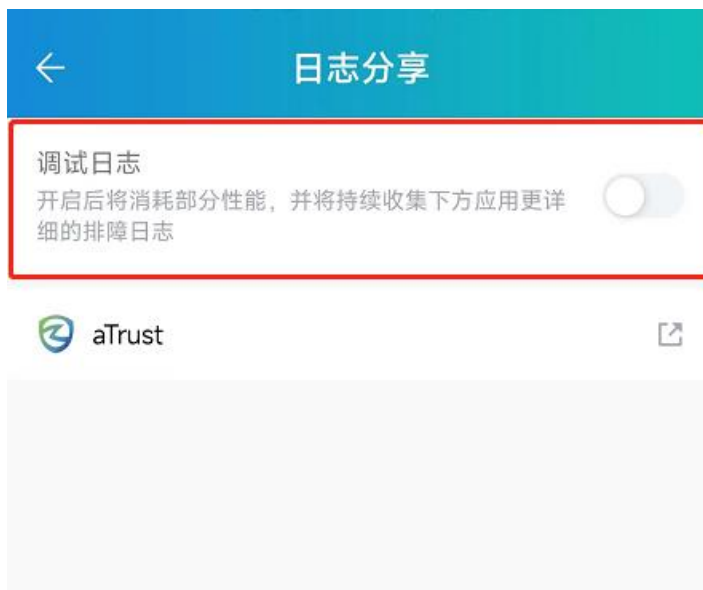 日志分享
调试日志
开启后将消耗部分性能，并将持续收集下方应用更详
细的排障日志
aTrust